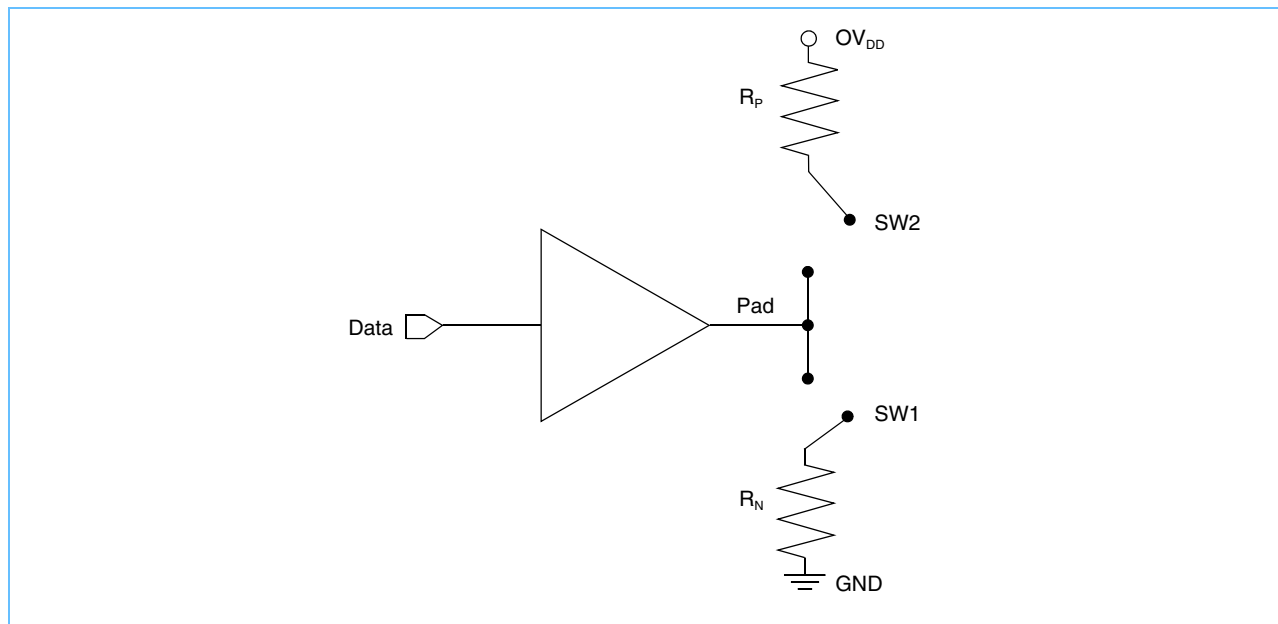 OV_DD
R_P
SW2
Pad
Data
SW1
R_N
GND